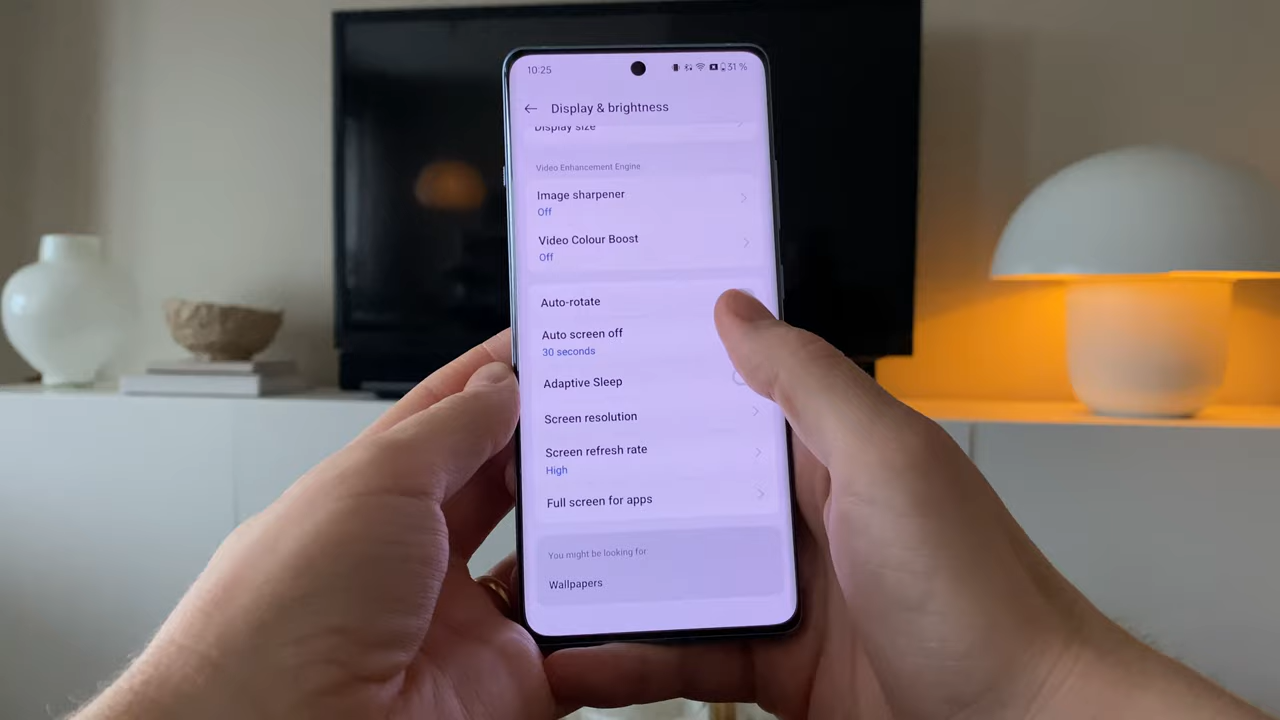 10:25
31 %
Display & brightness
Display size
Video Enhancement Engine
Image sharpener
Off
Video Colour Boost
Off
Auto-rotate
Auto screen off
30 seconds
Adaptive Sleep
Screen resolution
Screen refresh rate
High
Full screen for apps
You might be looking for
Wallpapers